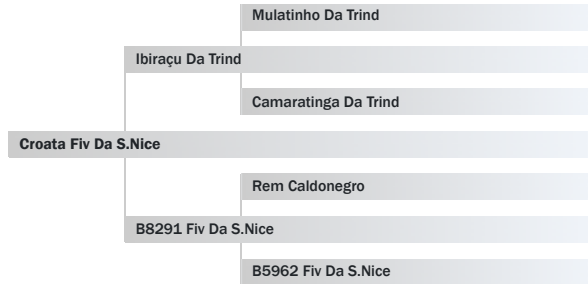 Mulatinho Da Trind
Ibiraçu Da Trind
Camaratinga Da Trind
Croata Fiv Da S.Nice
Rem Caldonegro
B8291 Fiv Da S.Nice
B5962 Fiv Da S.Nice